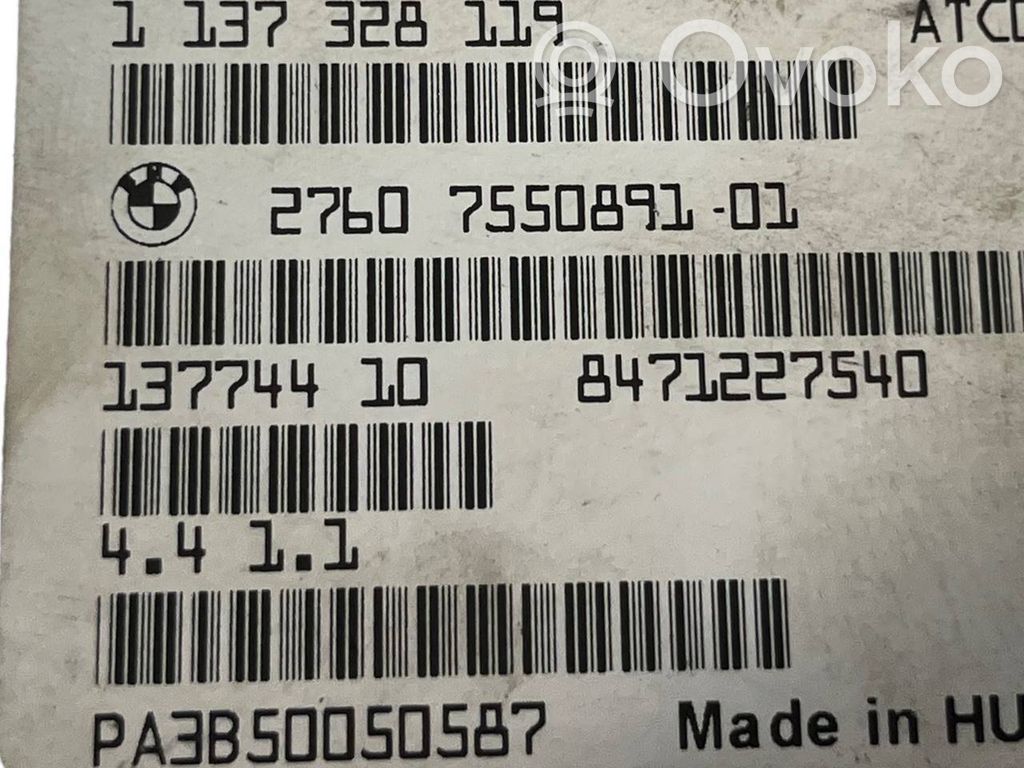 1 137 328 119 ATCD
Ovoko
2760 7550891-01
137744 10 8471227540
4.4 1.1
PA3B50050587 Made in HU